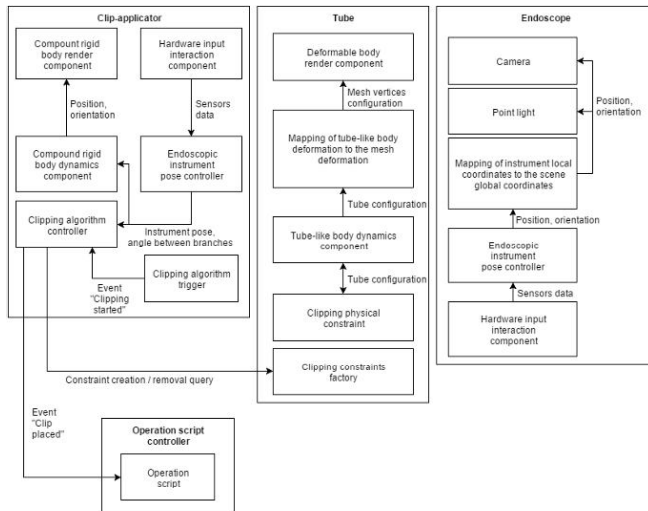 Clip-applicator
Compound rigid
body render
component
Hardware input
interaction
component
Position,
orientation
Sensors
data
Compound rigid
body dynamics
component
Endoscopic
instrument
pose controller
Clipping algorithm
controller
Instrument pose,
angle between branches
Clipping algorithm
trigger
Event
"Clipping
started"
Constraint creation / removal query
Event
"Clip
placed"
Operation script
controller
Operation
script
Tube
Deformable body
render component
Mesh vertices
configuration
Mapping of tube-like body
deformation to the mesh
deformation
Tube configuration
Tube-like body dynamics
component
Tube configuration
Clipping physical
constraint
Clipping constraints
factory
Endoscope
Camera
Point light
Position,
orientation
Mapping of instrument local
coordinates to the scene
global coordinates
Position, orientation
Endoscopic
instrument
pose controller
Sensors data
Hardware input
interaction
component